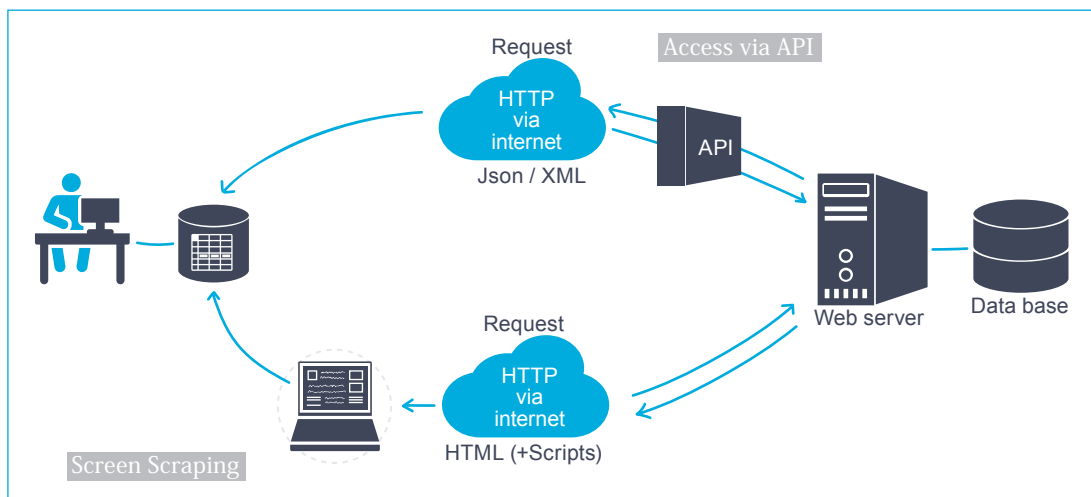 Request
Access via API
HTTP
via
internet
API
Json / XML
Web server
Data base
Request
HTTP
via
internet
HTML (+Scripts)
Screen Scraping